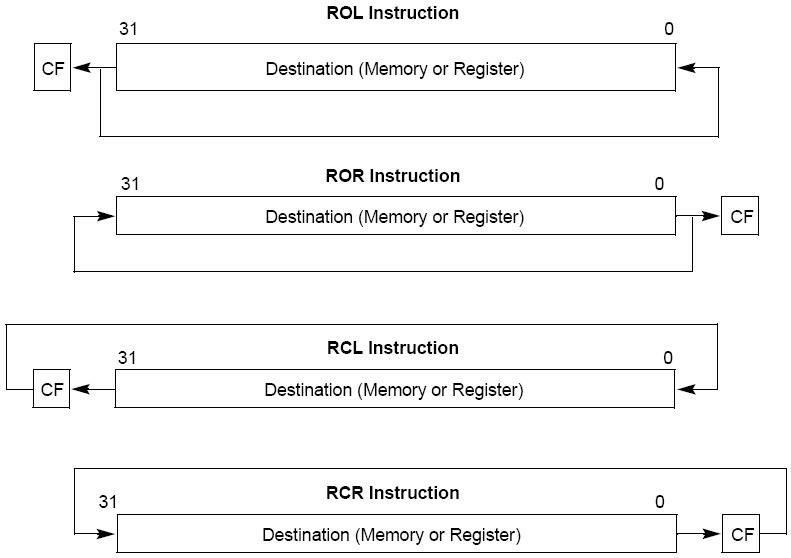 ROL Instruction
31 0
CF Destination (Memory or Register)
ROR Instruction
31 0
Destination (Memory or Register) CF
RCL Instruction
31 0
CF Destination (Memory or Register)
RCR Instruction
31 0
Destination (Memory or Register) CF